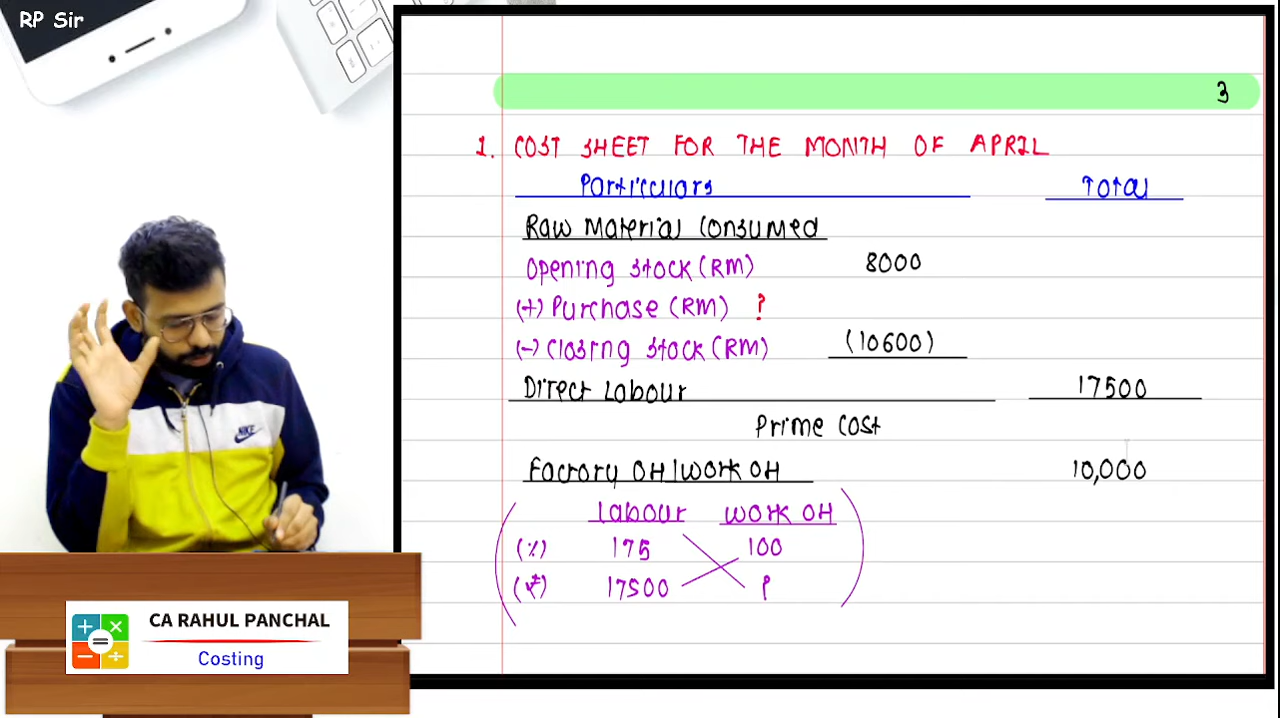 RP Sir
3
1. COST SHEET FOR THE MONTH OF APRIL
Particulars Total
Raw Material Consumed
Opening Stock (RM) 8000
(+) Purchase (RM) ?
(-) Closing Stock (RM) (10600)
Direct Labour 17500
Prime Cost
Factory OH/Work OH 10,000
Labour Work OH
(%) 175 100
(₹) 17500 ?
NIKE
CA RAHUL PANCHAL
Costing